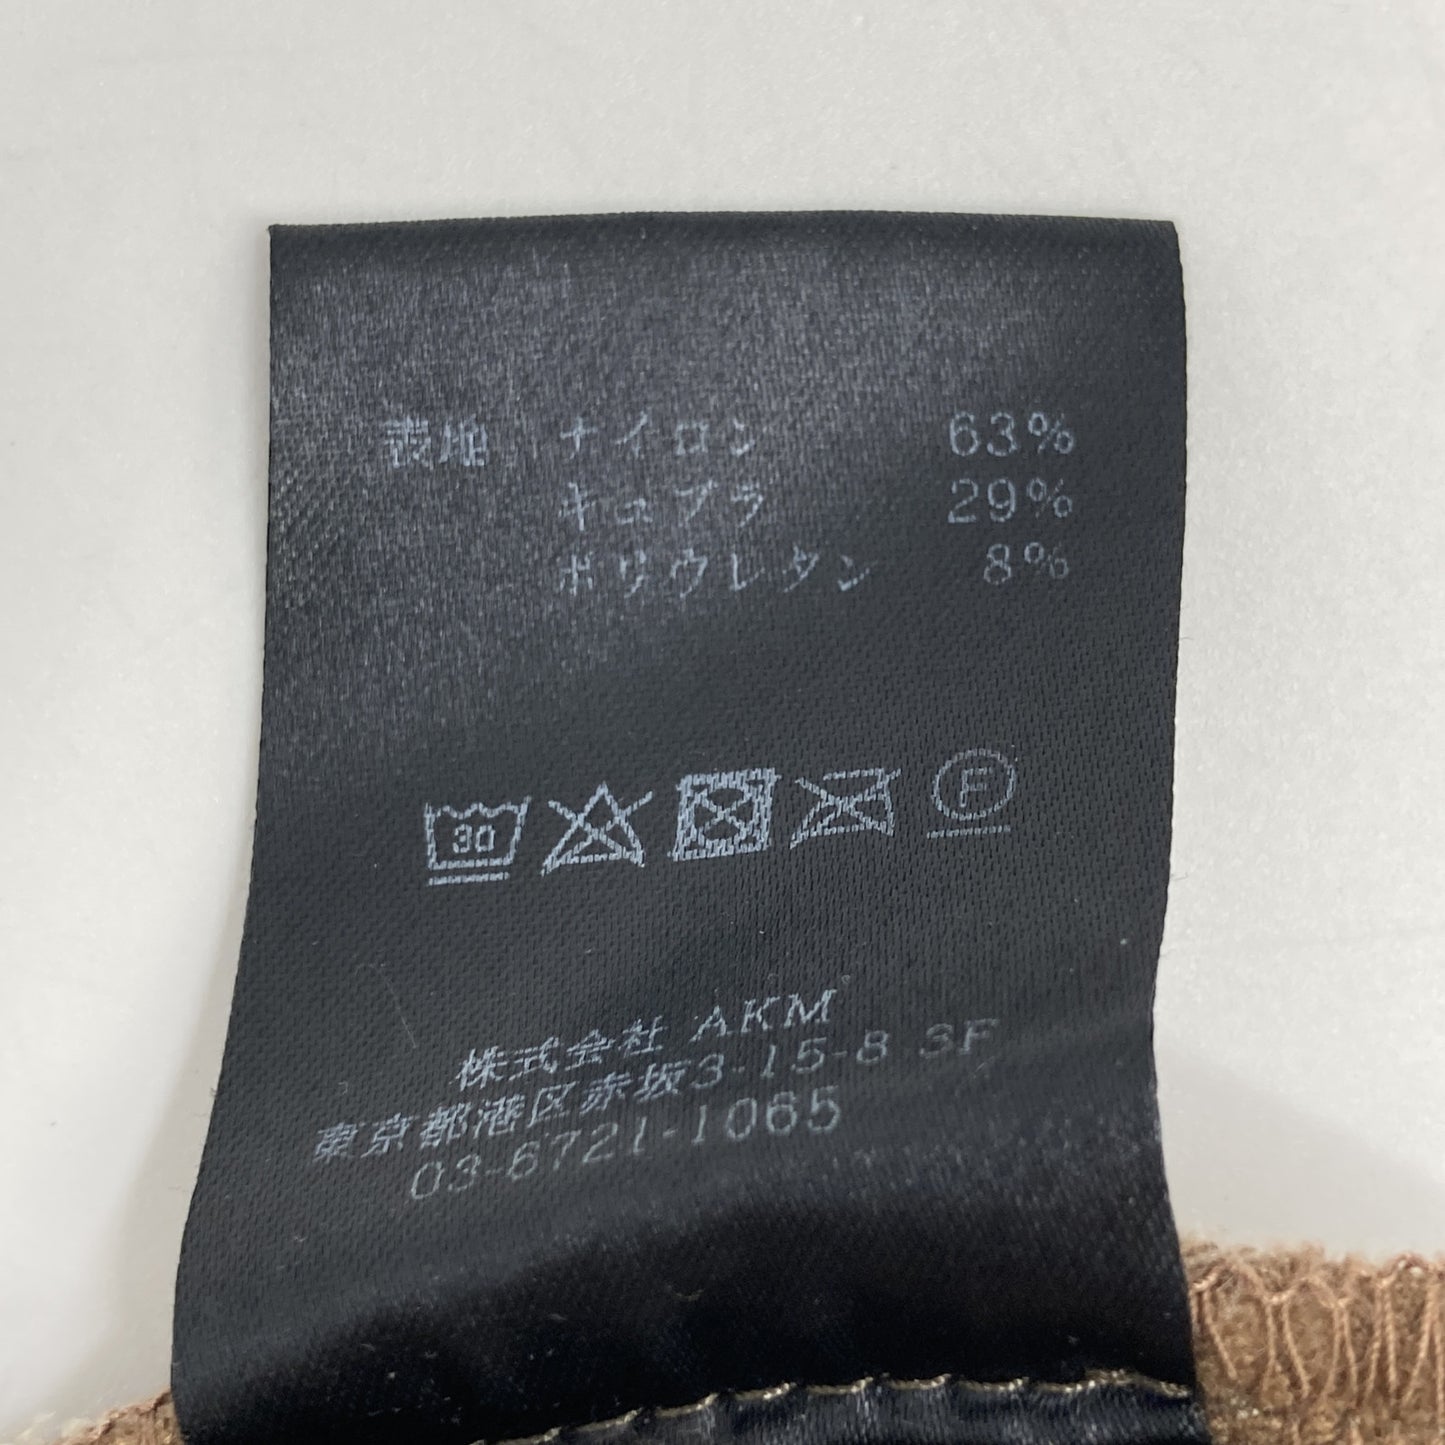 表地 ナイロン 63%
キュプラ 29%
ポリウレタン 8%
30 F
株式会社 AKM
東京都港区赤坂3-15-8 3F
03-6721-1065